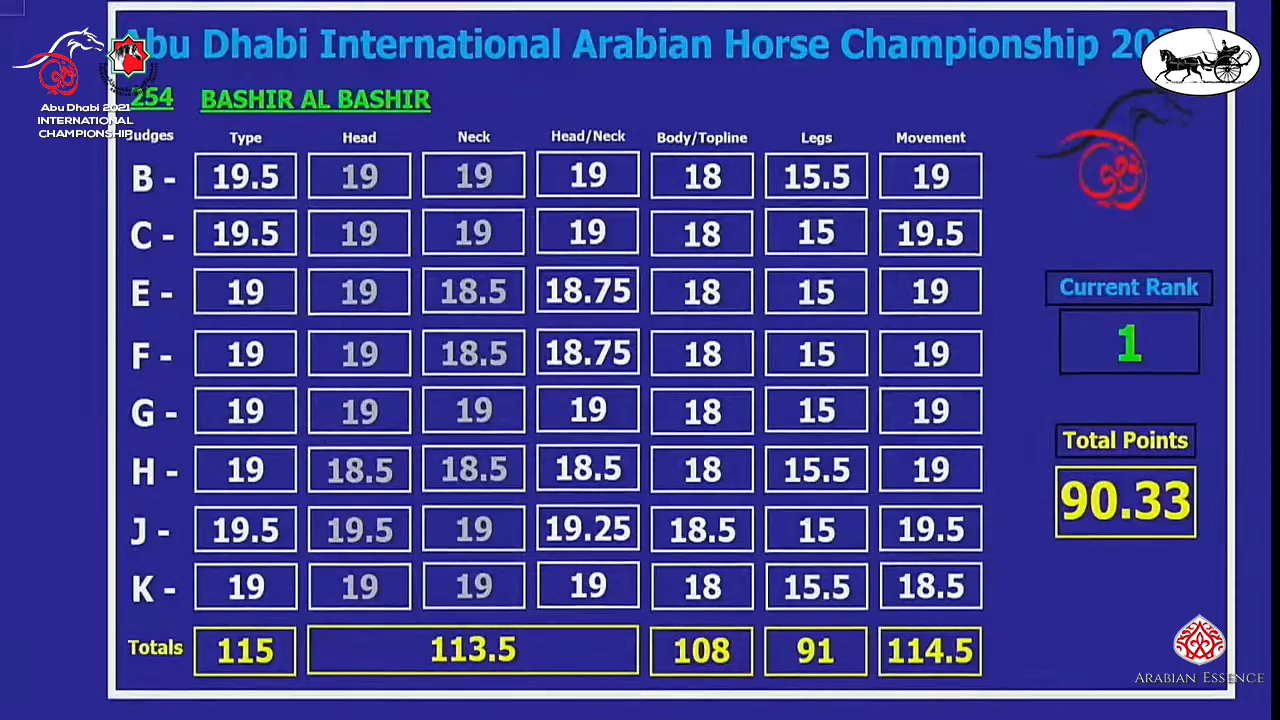 Abu Dhabi International Arabian Horse Championship
254 BASHIR AL BASHIR
Abu Dhabi 2021
INTERNATIONAL
CHAMPIONSHIP
Judges Type Head Neck Head/Neck Body/Topline Legs Movement
B - 19.5 19 19 19 18 15.5 19
C - 19.5 19 19 19 18 15 19.5
E - 19 19 18.5 18.75 18 15 19
F - 19 19 18.5 18.75 18 15 19
G - 19 19 19 19 18 15 19
H - 19 18.5 18.5 18.5 18 15.5 19
J - 19.5 19.5 19 19.25 18.5 15 19.5
K - 19 19 19 19 18 15.5 18.5
Totals 115 113.5 108 91 114.5
Current Rank
1
Total Points
90.33
ARABIAN ESSENCE